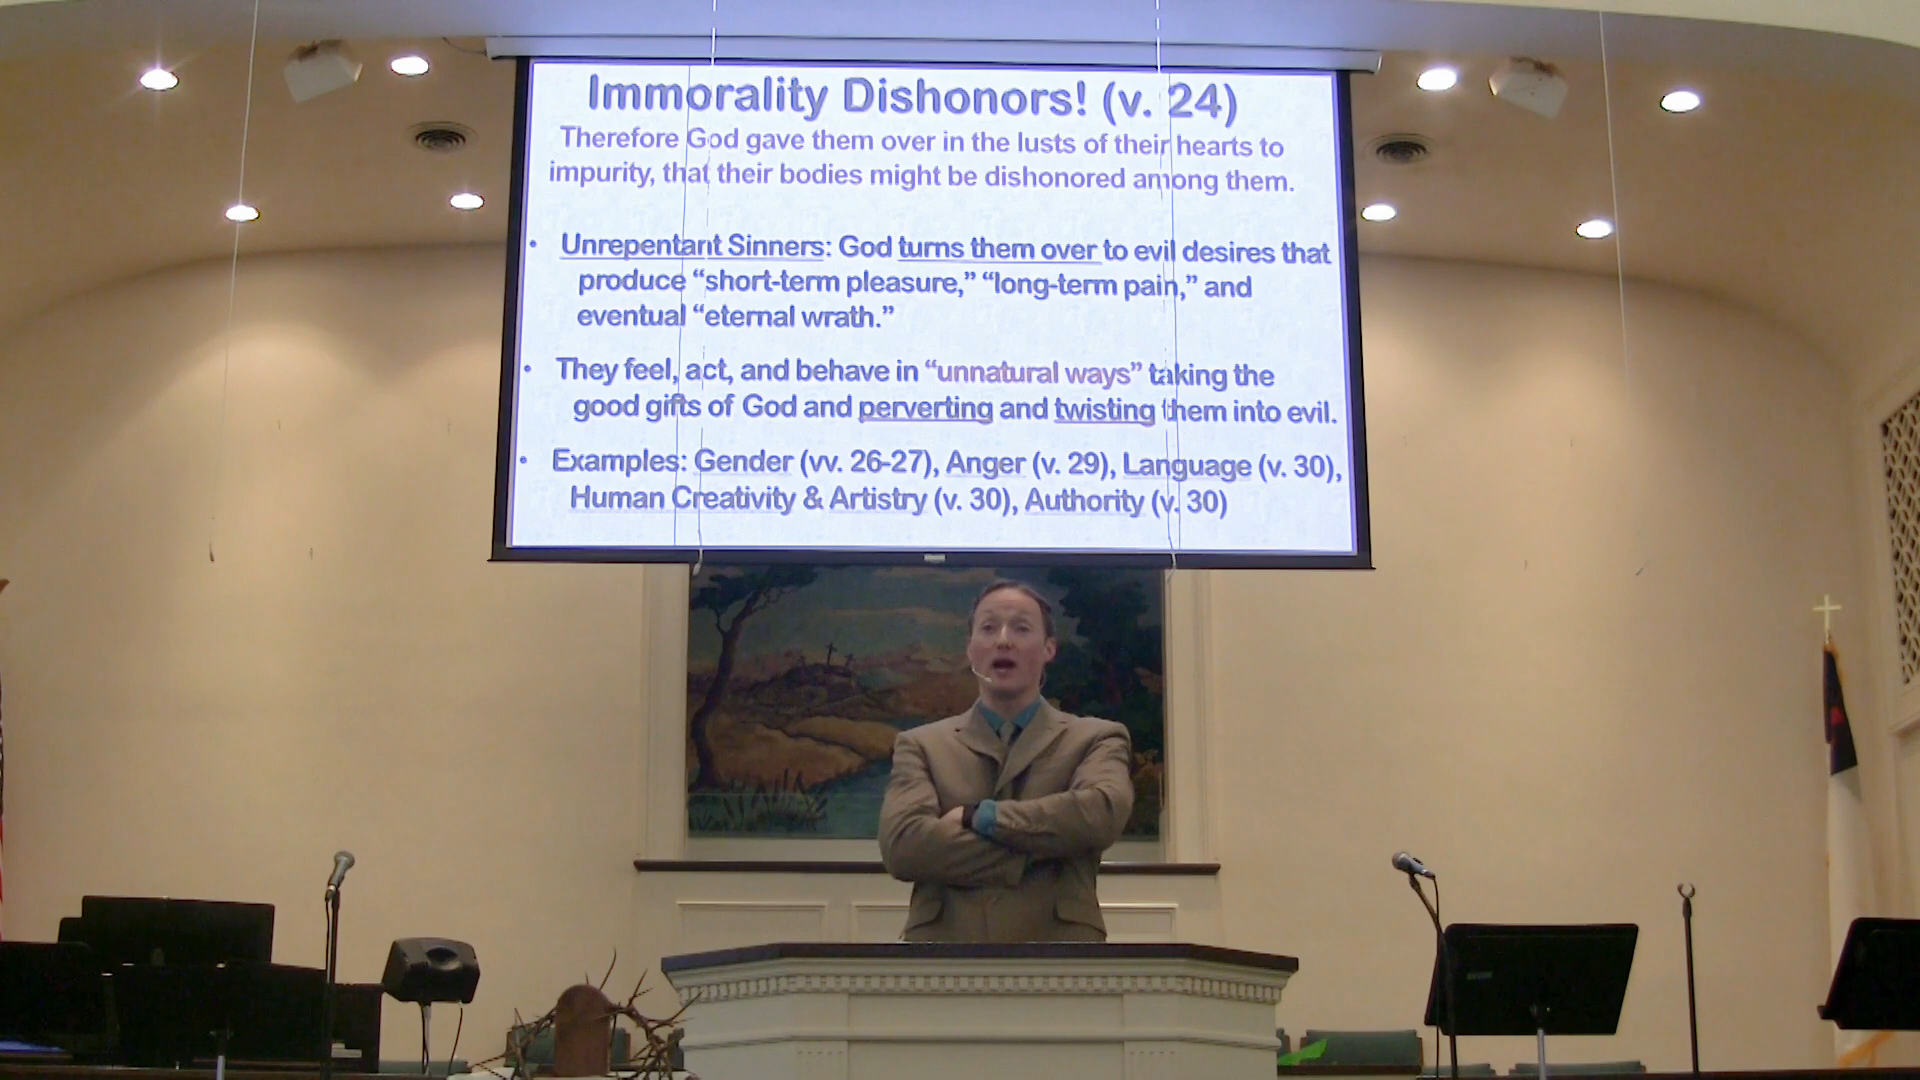 Immorality Dishonors! (v. 24)
Therefore God gave them over in the lusts of their hearts to
impurity, that their bodies might be dishonored among them.
• Unrepentant Sinners: God turns them over to evil desires that
produce “short-term pleasure,” “long-term pain,” and
eventual “eternal wrath.”
• They feel, act, and behave in “unnatural ways” taking the
good gifts of God and perverting and twisting them into evil.
• Examples: Gender (vv. 26-27), Anger (v. 29), Language (v. 30),
Human Creativity & Artistry (v. 30), Authority (v. 30)